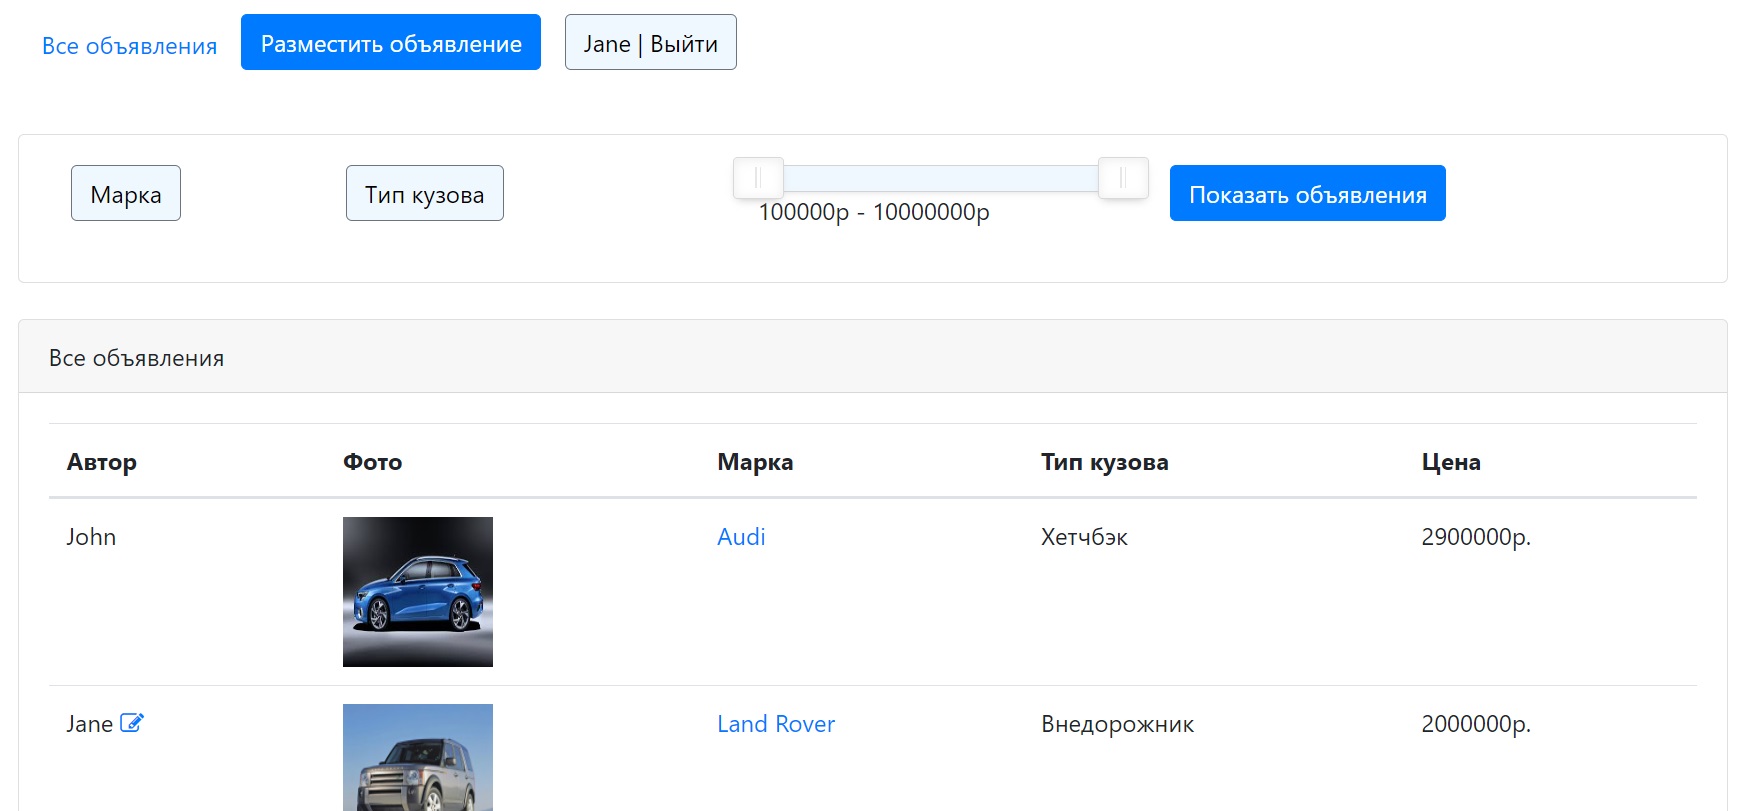 Все объявления Разместить объявление Jane | Выйти
Марка Тип кузова Показать объявления
100000р - 10000000р
Все объявления
Автор Фото Марка Тип кузова Цена
John Audi Хетчбэк 2900000р.
Jane Land Rover Внедорожник 2000000р.